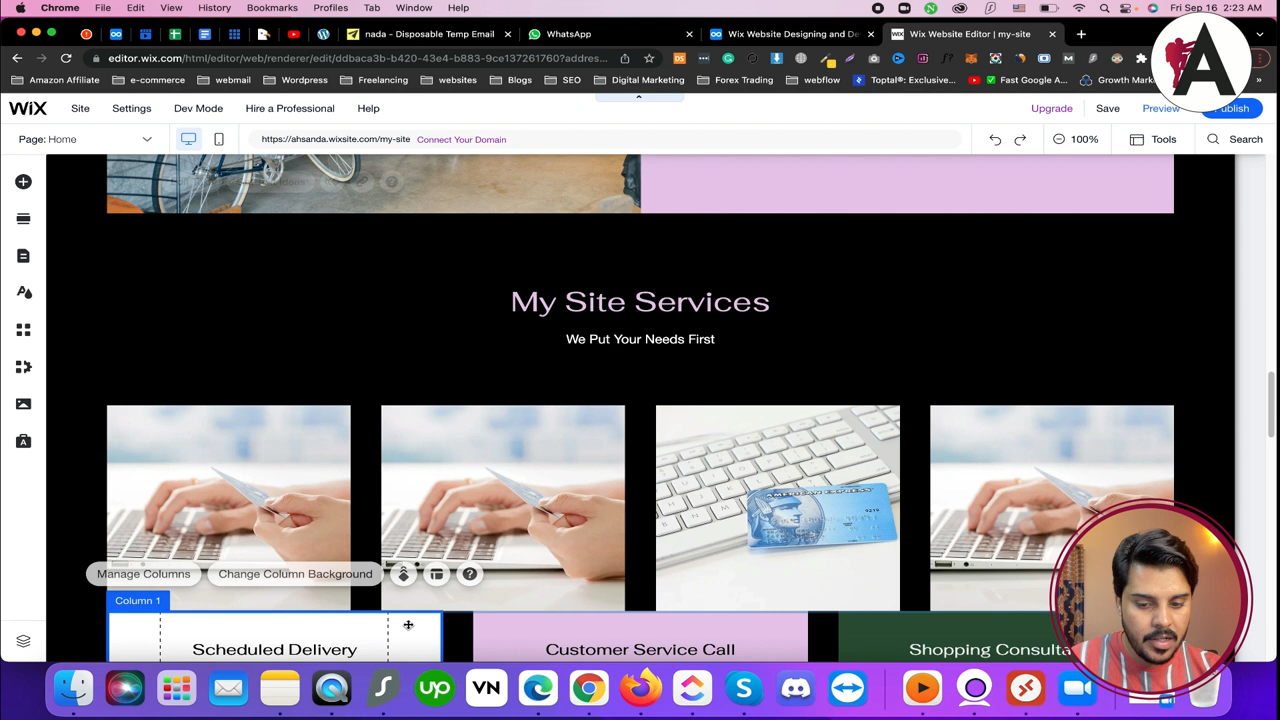 Chrome File Edit View History Bookmarks Profiles Tab Window Help Fri Sep 16 2:23 AM
nada - Disposable Temp Email WhatsApp Wix Website Designing and De Wix Website Editor | my-site
editor.wix.com/html/editor/web/renderer/edit/ddbaca3b-b420-43e4-b883-9ce137261760?addres...
Amazon Affiliate e-commerce webmail Wordpress Freelancing websites Blogs SEO Digital Marketing Forex Trading webflow Toptal®: Exclusive... Fast Google A... Growth Mark
WiX Site Settings Dev Mode Hire a Professional Help Upgrade Save Preview Publish
Page: Home https://ahsanda.wixsite.com/my-site Connect Your Domain 100% Tools Search
My Site Services
We Put Your Needs First
AMERICAN EXPRESS
Manage Columns Change Column Background
Column 1
Scheduled Delivery Customer Service Call Shopping Consulta